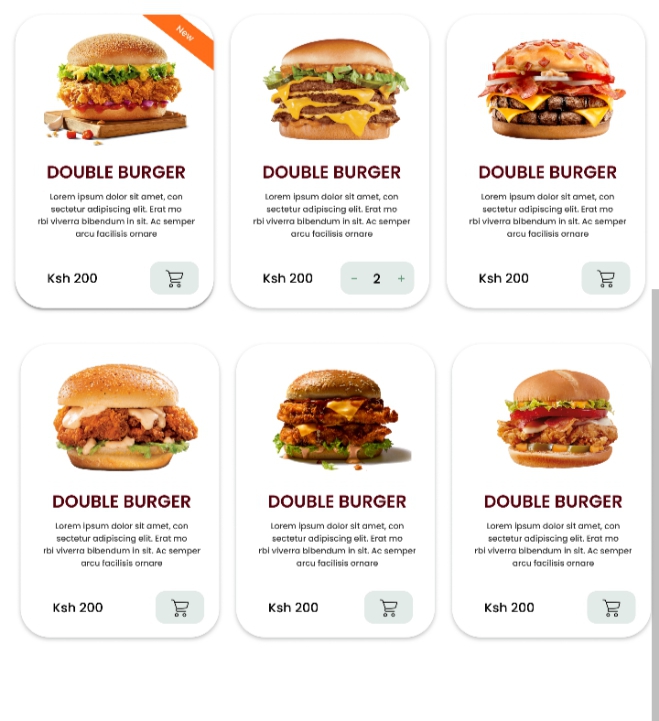 New
DOUBLE BURGER
Lorem ipsum dolor sit amet, con
sectetur adipiscing elit. Erat mo
rbi viverra bibendum in sit. Ac semper
arcu facilisis ornare
Ksh 200
DOUBLE BURGER
Lorem ipsum dolor sit amet, con
sectetur adipiscing elit. Erat mo
rbi viverra bibendum in sit. Ac semper
arcu facilisis ornare
Ksh 200
- 2 +
DOUBLE BURGER
Lorem ipsum dolor sit amet, con
sectetur adipiscing elit. Erat mo
rbi viverra bibendum in sit. Ac semper
arcu facilisis ornare
Ksh 200
DOUBLE BURGER
Lorem ipsum dolor sit amet, con
sectetur adipiscing elit. Erat mo
rbi viverra bibendum in sit. Ac semper
arcu facilisis ornare
Ksh 200
DOUBLE BURGER
Lorem ipsum dolor sit amet, con
sectetur adipiscing elit. Erat mo
rbi viverra bibendum in sit. Ac semper
arcu facilisis ornare
Ksh 200
DOUBLE BURGER
Lorem ipsum dolor sit amet, con
sectetur adipiscing elit. Erat mo
rbi viverra bibendum in sit. Ac semper
arcu facilisis ornare
Ksh 200